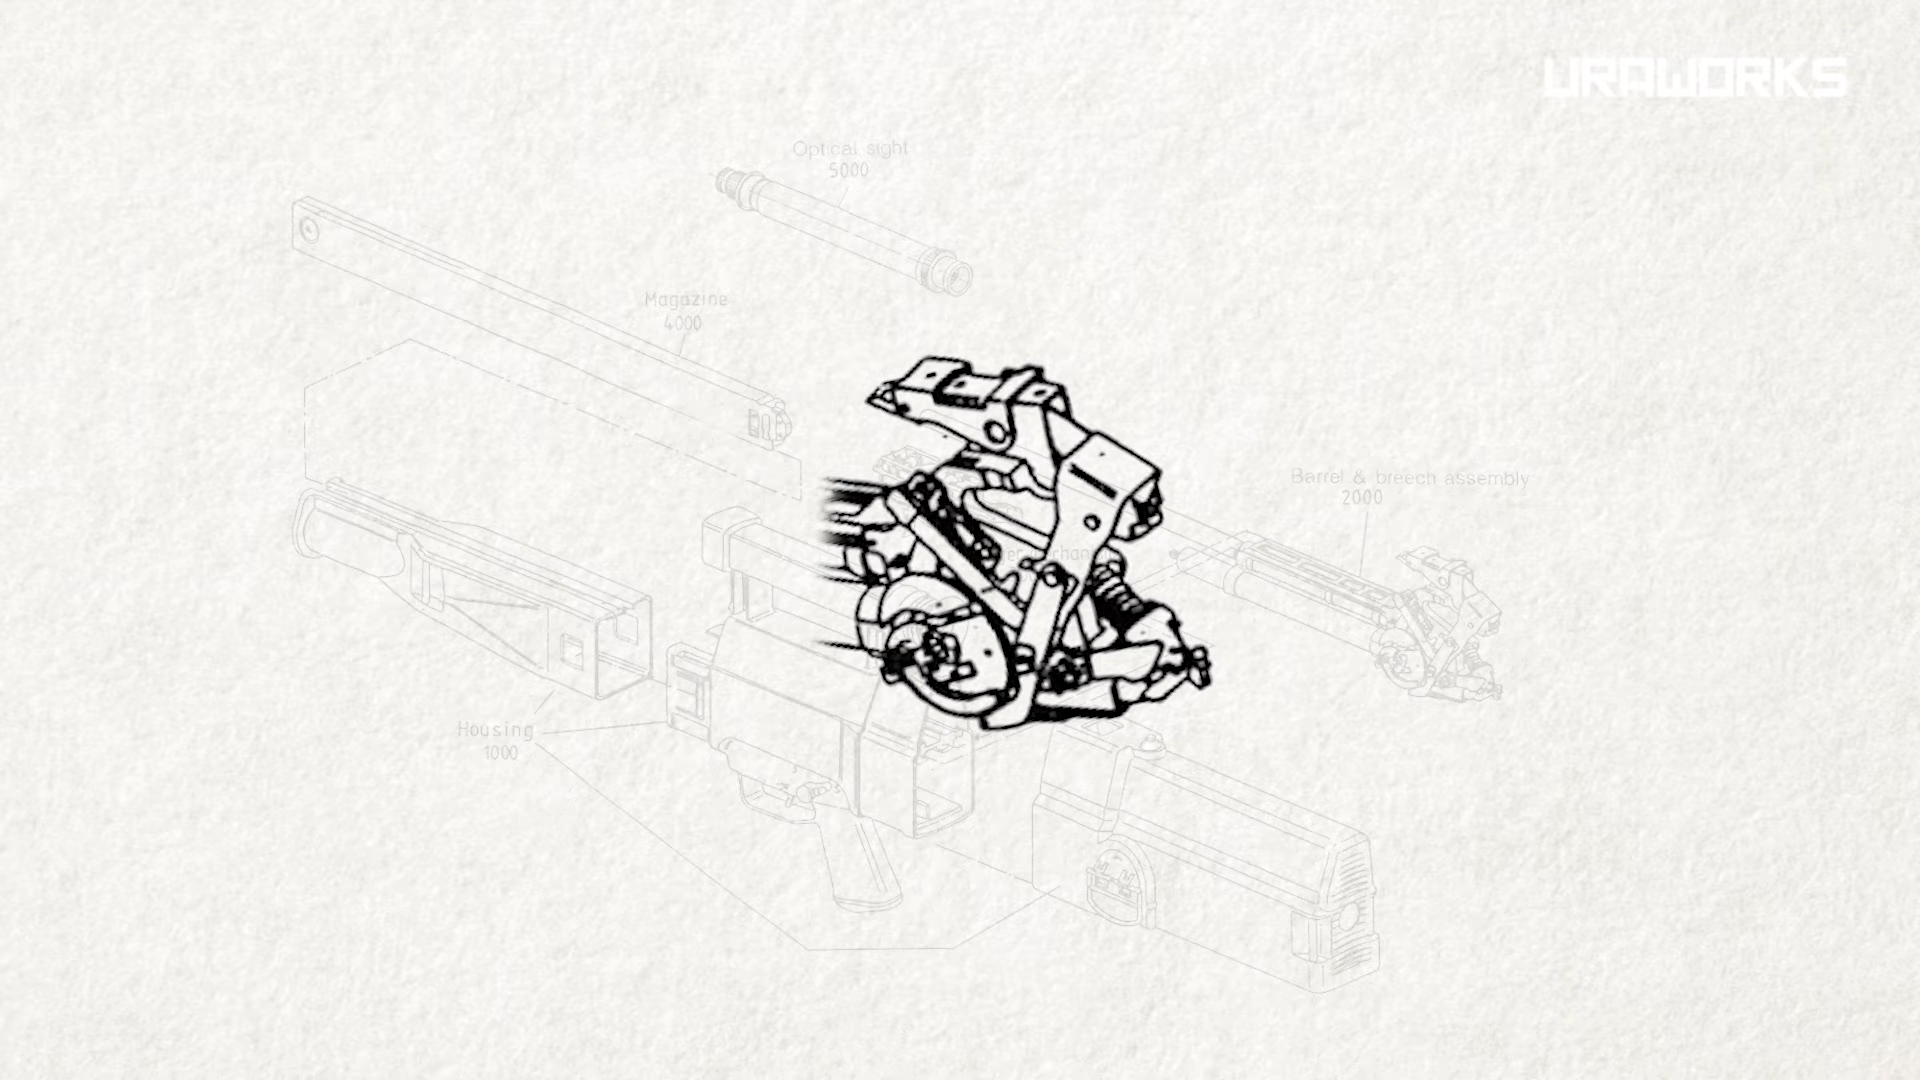 URAWORKS
Optical sight
5000
Magazine
4000
Barrel & breech assembly
2000
Housing
1000